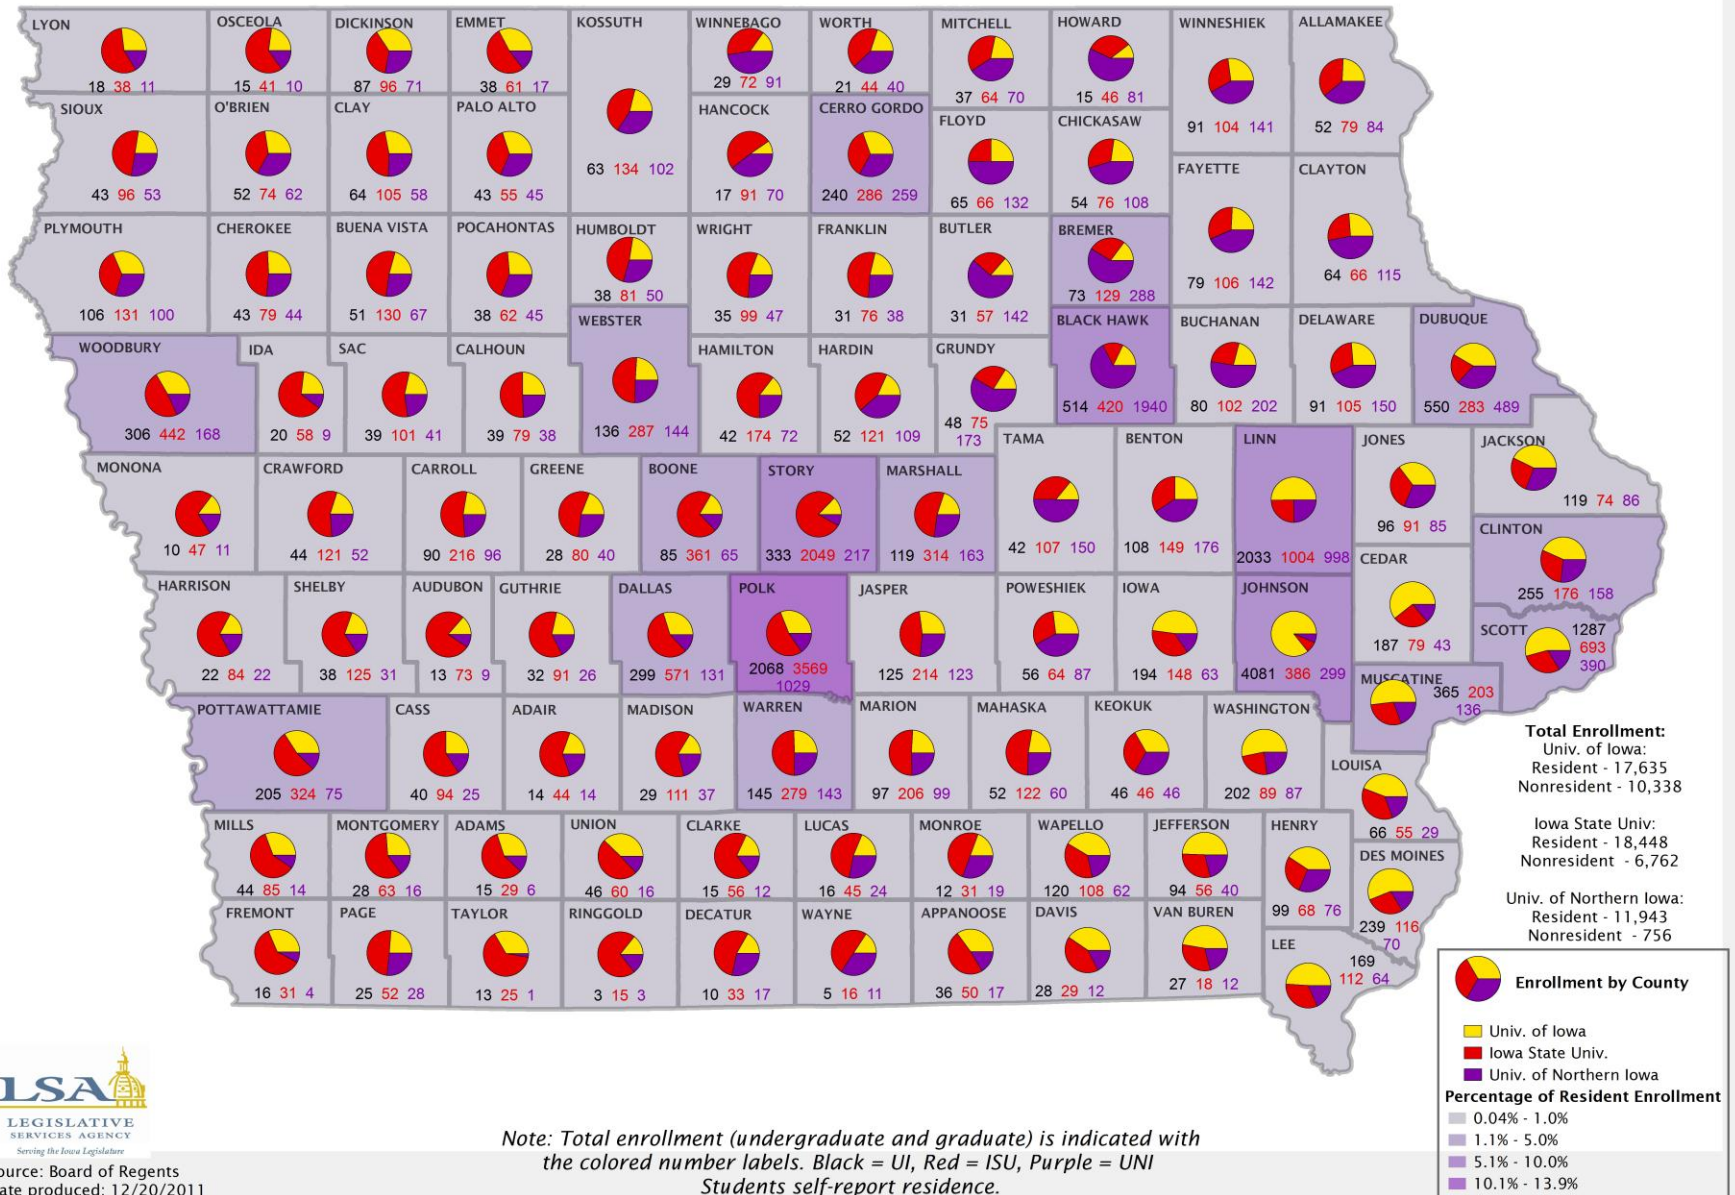 LYON
18 38 11
OSCEOLA
15 41 10
DICKINSON
87 96 71
EMMET
38 61 17
KOSSUTH
63 134 102
WINNEBAGO
29 72 91
WORTH
21 44 40
MITCHELL
37 64 70
HOWARD
15 46 81
WINNESHIEK
91 104 141
ALLAMAKEE
52 79 84
SIOUX
43 96 53
O'BRIEN
52 74 62
CLAY
64 105 58
PALO ALTO
43 55 45
HANCOCK
17 91 70
CERRO GORDO
240 286 259
FLOYD
65 66 132
CHICKASAW
54 76 108
FAYETTE
79 106 142
CLAYTON
64 66 115
PLYMOUTH
106 131 100
CHEROKEE
43 79 44
BUENA VISTA
51 130 67
POCAHONTAS
38 62 45
HUMBOLDT
38 81 50
WRIGHT
35 99 47
FRANKLIN
31 76 38
BUTLER
31 57 142
BREMER
73 129 288
WOODBURY
306 442 168
IDA
20 58 9
SAC
39 101 41
CALHOUN
39 79 38
WEBSTER
136 287 144
HAMILTON
42 174 72
HARDIN
52 121 109
GRUNDY
48 75
173
BLACK HAWK
514 420 1940
BUCHANAN
80 102 202
DELAWARE
91 105 150
DUBUQUE
550 283 489
MONONA
10 47 11
CRAWFORD
44 121 52
CARROLL
90 216 96
GREENE
28 80 40
BOONE
85 361 65
STORY
333 2049 217
MARSHALL
119 314 163
TAMA
42 107 150
BENTON
108 149 176
LINN
2033 1004 998
JONES
96 91 85
JACKSON
119 74 86
CLINTON
255 176 158
HARRISON
22 84 22
SHELBY
38 125 31
AUDUBON
13 73 9
GUTHRIE
32 91 26
DALLAS
299 571 131
POLK
2068 3569
1029
JASPER
125 214 123
POWESHIEK
56 64 87
IOWA
194 148 63
JOHNSON
4081 386 299
CEDAR
187 79 43
SCOTT
1287
693
390
MUSCATINE
365 203
136
POTTAWATTAMIE
205 324 75
CASS
40 94 25
ADAIR
14 44 14
MADISON
29 111 37
WARREN
145 279 143
MARION
97 206 99
MAHASKA
52 122 60
KEOKUK
46 46 46
WASHINGTON
202 89 87
LOUISA
66 55 29
MILLS
44 85 14
MONTGOMERY
28 63 16
ADAMS
15 29 6
UNION
46 60 16
CLARKE
15 56 12
LUCAS
16 45 24
MONROE
12 31 19
WAPELLO
120 108 62
JEFFERSON
94 56 40
HENRY
99 68 76
DES MOINES
239 116
70
FREMONT
16 31 4
PAGE
25 52 28
TAYLOR
13 25 1
RINGGOLD
3 15 3
DECATUR
10 33 17
WAYNE
5 16 11
APPANOOSE
36 50 17
DAVIS
28 29 12
VAN BUREN
27 18 12
LEE
169
112 64
Total Enrollment:
Univ. of Iowa:
Resident - 17,635
Nonresident - 10,338
Iowa State Univ:
Resident - 18,448
Nonresident - 6,762
Univ. of Northern Iowa:
Resident - 11,943
Nonresident - 756
Enrollment by County
Univ. of Iowa
Iowa State Univ.
Univ. of Northern Iowa
Percentage of Resident Enrollment
0.04% - 1.0%
1.1% - 5.0%
5.1% - 10.0%
10.1% - 13.9%
LSA
LEGISLATIVE
SERVICES AGENCY
Serving the Iowa Legislature
ource: Board of Regents
ate produced: 12/20/2011
Note: Total enrollment (undergraduate and graduate) is indicated with
the colored number labels. Black = UI, Red = ISU, Purple = UNI
Students self-report residence.